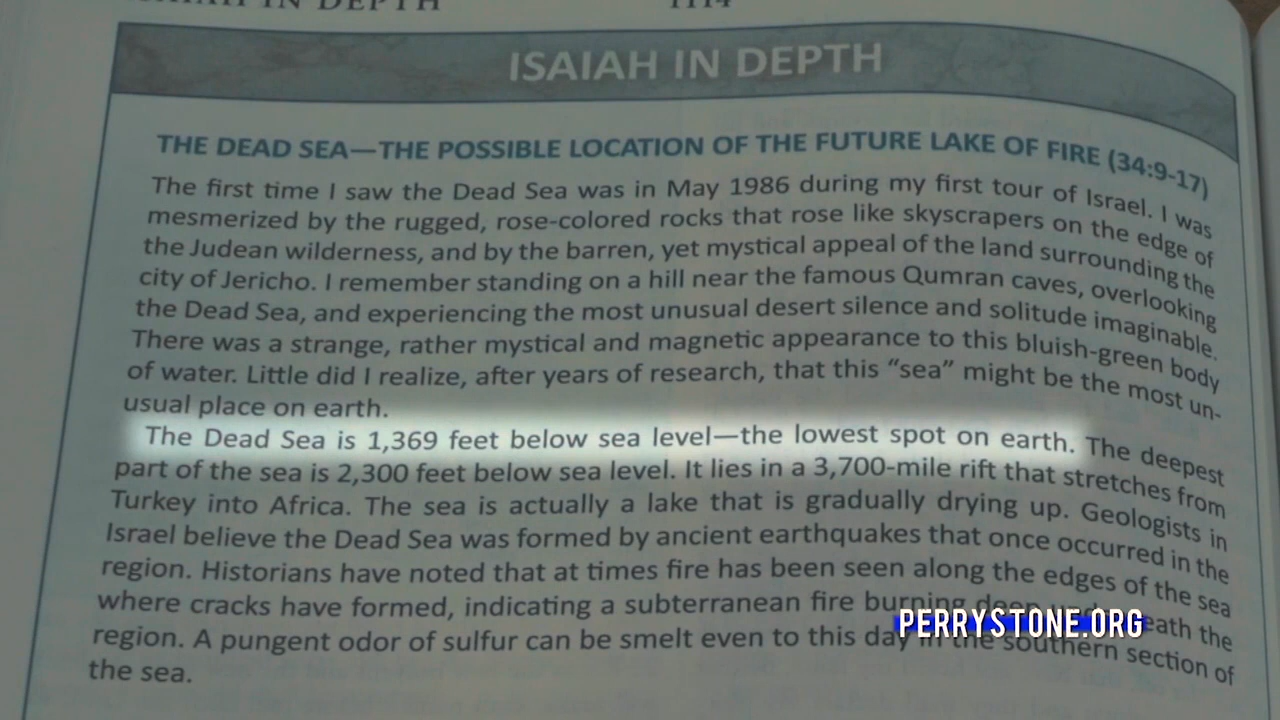 ISAIAH IN DEPTH
THE DEAD SEA—THE POSSIBLE LOCATION OF THE FUTURE LAKE OF FIRE (34:9-17)
The first time I saw the Dead Sea was in May 1986 during my first tour of Israel. I was
mesmerized by the rugged, rose-colored rocks that rose like skyscrapers on the edge of
the Judean wilderness, and by the barren, yet mystical appeal of the land surrounding the
city of Jericho. I remember standing on a hill near the famous Qumran caves, overlooking
the Dead Sea, and experiencing the most unusual desert silence and solitude imaginable.
There was a strange, rather mystical and magnetic appearance to this bluish-green body
of water. Little did I realize, after years of research, that this “sea” might be the most un-
usual place on earth.
The Dead Sea is 1,369 feet below sea level—the lowest spot on earth. The deepest
part of the sea is 2,300 feet below sea level. It lies in a 3,700-mile rift that stretches from
Turkey into Africa. The sea is actually a lake that is gradually drying up. Geologists in
Israel believe the Dead Sea was formed by ancient earthquakes that once occurred in the
region. Historians have noted that at times fire has been seen along the edges of the sea
where cracks have formed, indicating a subterranean fire burning deep the
region. A pungent odor of sulfur can be smelt even to this day in the southern section of
the sea.
PERRYSTONE.ORG